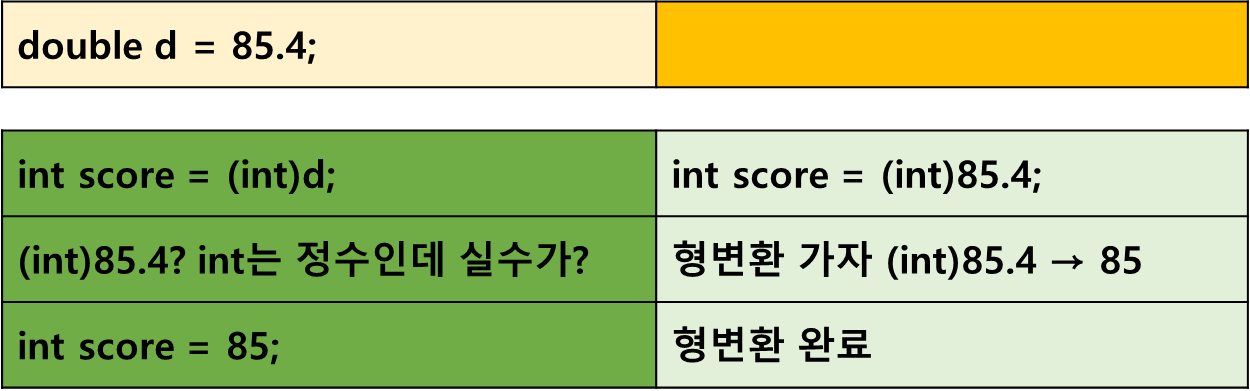 double d = 85.4;
int score = (int)d;
int score = (int)85.4;
(int)85.4? int는 정수인데 실수가?
형변환 가자 (int)85.4 → 85
int score = 85;
형변환 완료